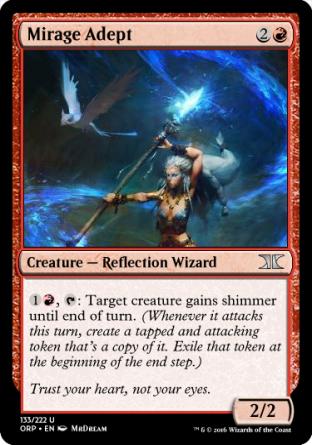 Mirage Adept 2
Creature — Reflection Wizard
1, : Target creature gains shimmer
until end of turn. (Whenever it attacks
this turn, create a tapped and attacking
token that's a copy of it. Exile that token at
the beginning of the end step.)
Trust your heart, not your eyes.
2/2
133/222 U
ORP • EN MrDream
™ & © 2016 Wizards of the Coast